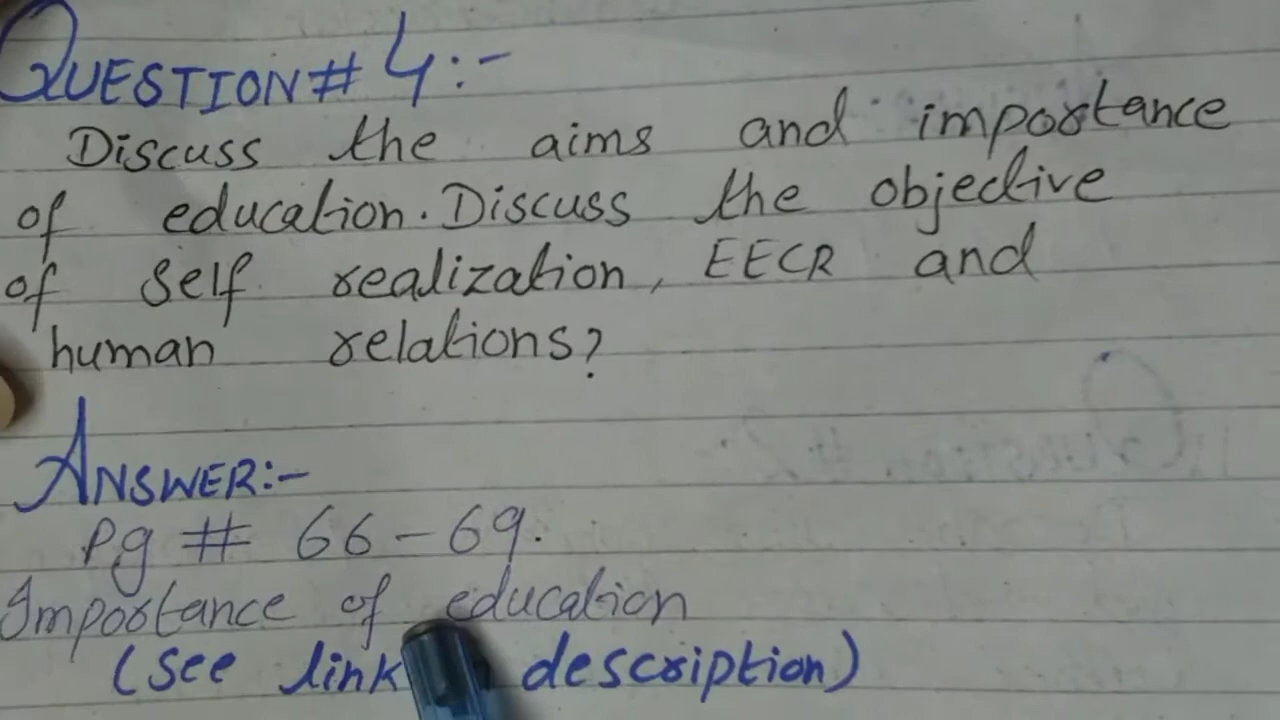 QUESTION# 4:-
Discuss the aims and importance
of education. Discuss the objective
of self realization, EECR and
human relations?
ANSWER:-
Pg # 66-69.
Importance of education
(see link description)